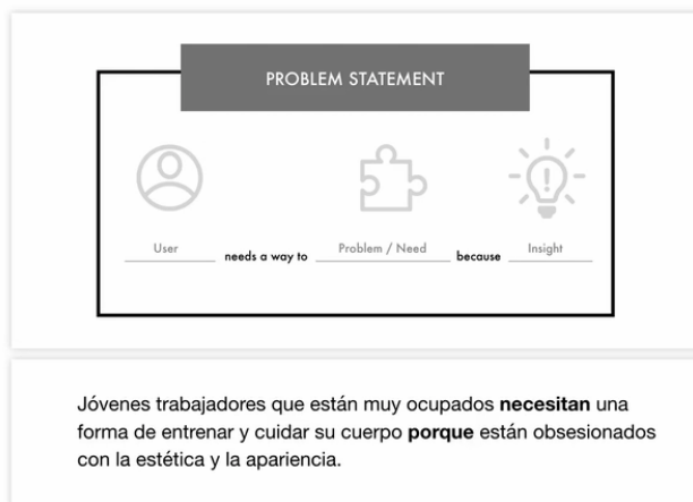 PROBLEM STATEMENT
User needs a way to Problem / Need because Insight
Jóvenes trabajadores que están muy ocupados necesitan una
forma de entrenar y cuidar su cuerpo porque están obsesionados
con la estética y la apariencia.